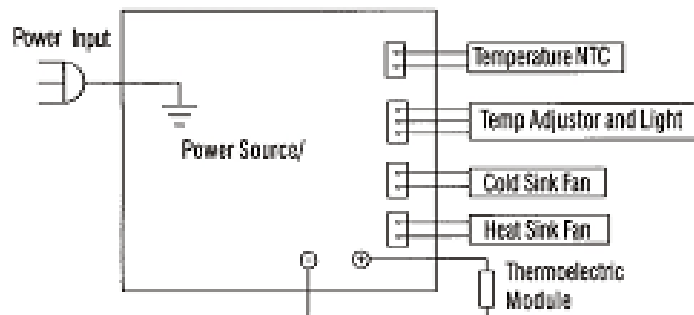 Power Input
Temperature NTC
Temp Adjustor and Light
Power Source/
Cold Sink Fan
Heat Sink Fan
Thermoelectric
Module